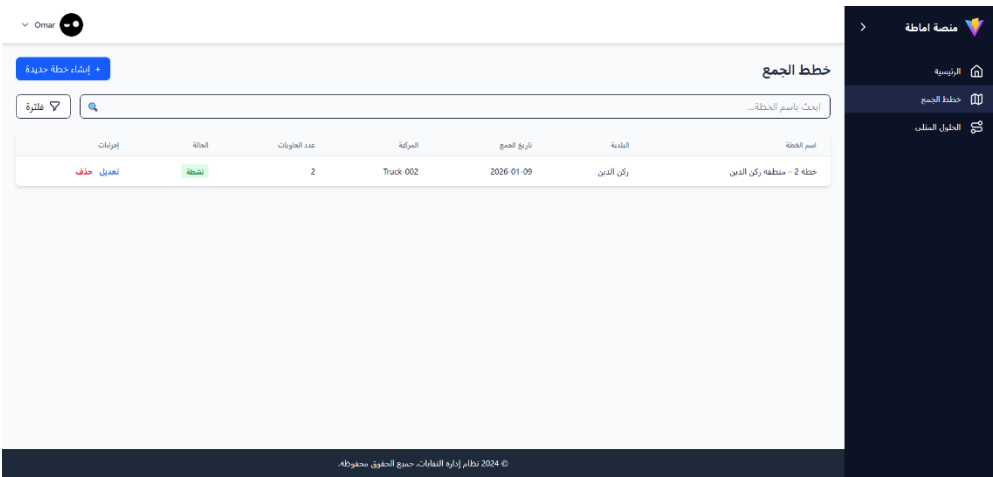 منصة اماطة
الرئيسية
خطط الجمع
الحلول المثلى
Omar
خطط الجمع
+ إنشاء خطة جديدة
ابحث باسم الخطة...
فلترة
اسم الخطة البلدية تاريخ الجمع المركبة عدد الحاويات الحالة إجراءات
خطة 2 – منطقة ركن الدين ركن الدين 2026-01-09 Truck-002 2 نشطة تعديل حذف
© 2024 نظام إدارة النفايات. جميع الحقوق محفوظة.